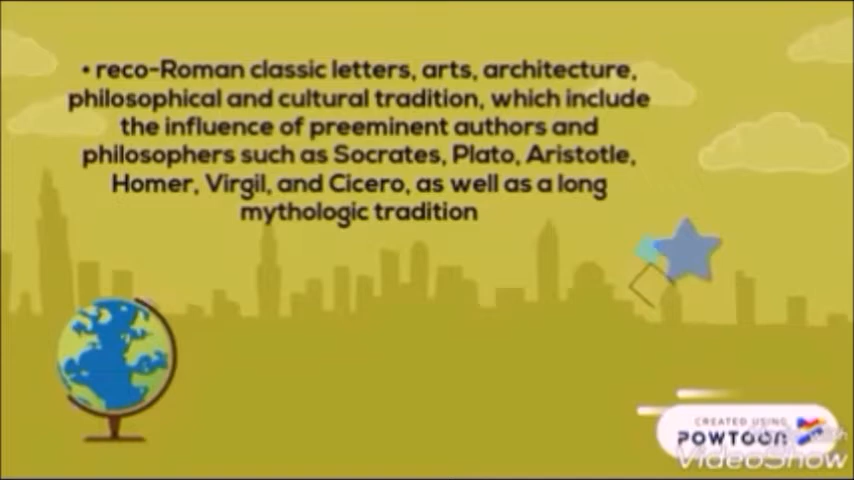 • reco-Roman classic letters, arts, architecture,
philosophical and cultural tradition, which include
the influence of preeminent authors and
philosophers such as Socrates, Plato, Aristotle,
Homer, Virgil, and Cicero, as well as a long
mythologic tradition
CREATED USING
POWTOON
VideoShow